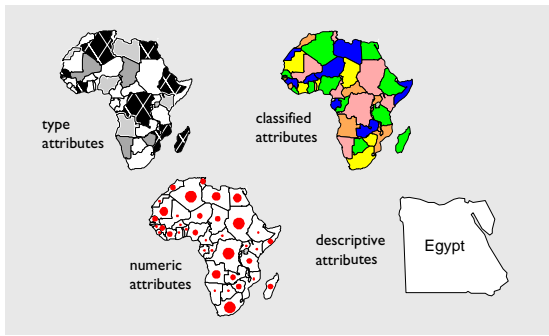 type
attributes
classified
attributes
numeric
attributes
descriptive
attributes
Egypt